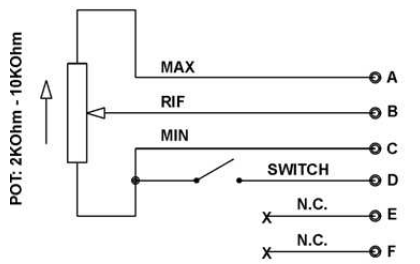 POT: 2KOhm - 10KOhm
MAX
A
RIF
B
MIN
C
SWITCH
D
N.C.
E
X
N.C.
F
X